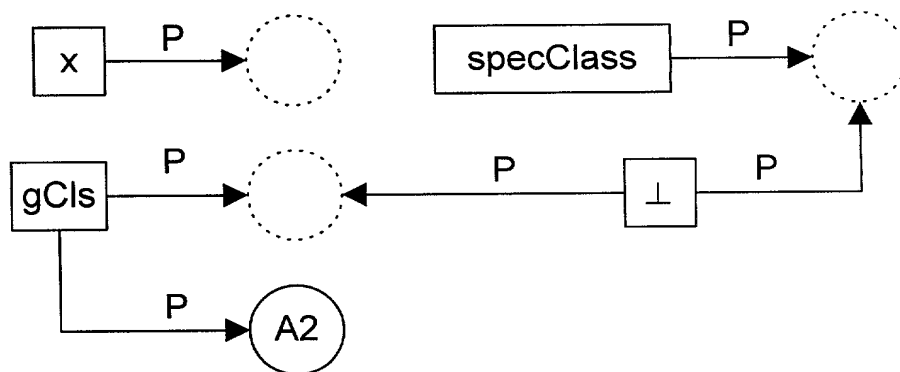 P P
x specClass
P P P
gCls ⊥
P
A2